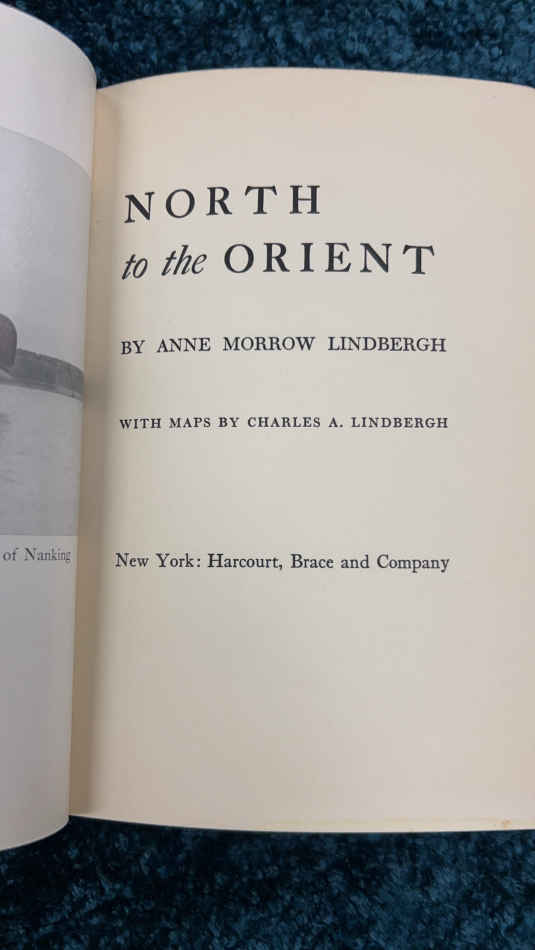 NORTH
to the ORIENT
BY ANNE MORROW LINDBERGH
WITH MAPS BY CHARLES A. LINDBERGH
of Nanking
New York: Harcourt, Brace and Company